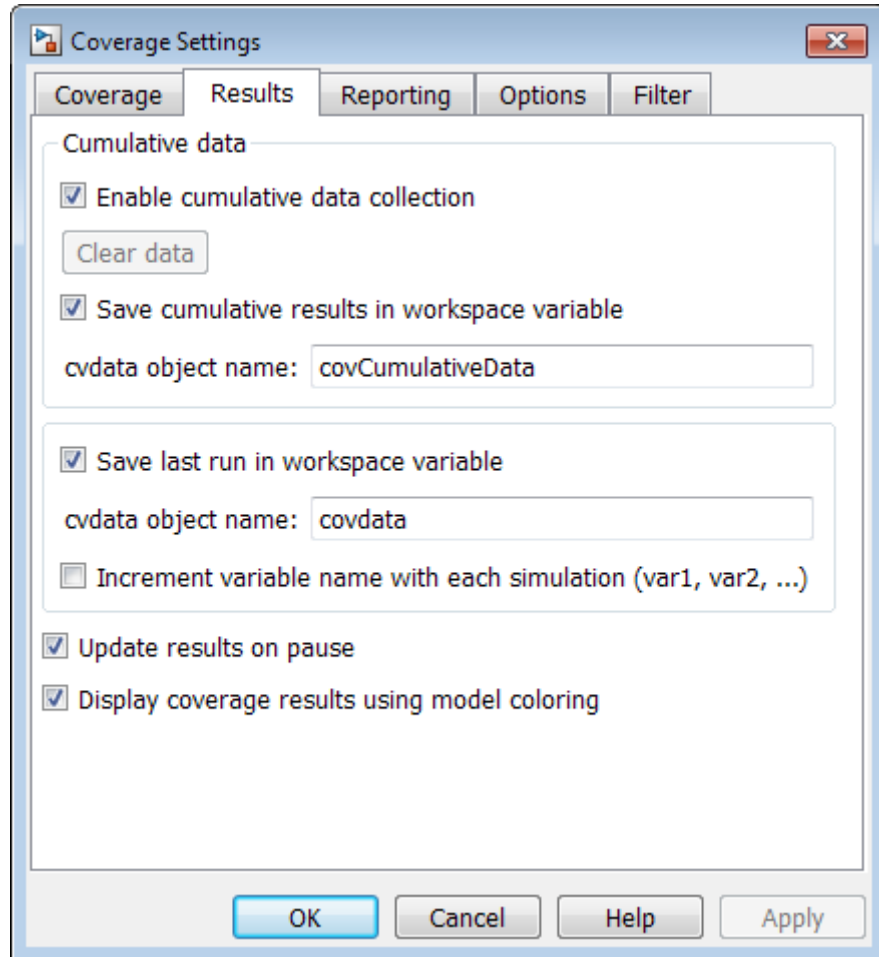 Coverage Settings
Coverage Results Reporting Options Filter
Cumulative data
Enable cumulative data collection
Clear data
Save cumulative results in workspace variable
cvdata object name: covCumulativeData
Save last run in workspace variable
cvdata object name: covdata
Increment variable name with each simulation (var1, var2, ...)
Update results on pause
Display coverage results using model coloring
OK Cancel Help Apply